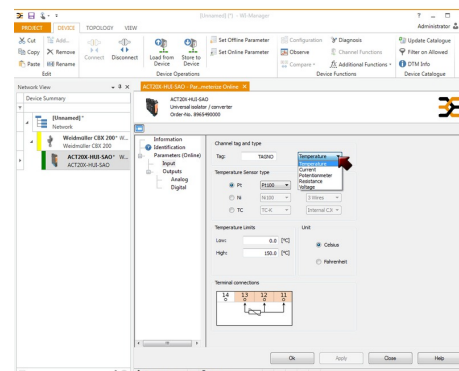 [Unnamed] (*) - WI-Manager
PROJECT DEVICE TOPOLOGY VIEW Administrator
Cut Add... Connect Disconnect Load from Device Store to Device Set Offline Parameter Configuration Diagnosis Update Catalogue
Copy Remove Set Online Parameter Observe Channel Functions Filter on Allowed
Paste Rename Compare Additional Functions DTM Info
Edit Device Operations Device Functions Device Catalogue
Network View
ACT20X-HUI-SAO - Par...meterize Online
Device Summary
[Unnamed]*
Network
Weidmüller CBX 200* W...
Weidmüller CBX 200
ACT20X-HUI-SAO* W...
ACT20X-HUI-SAO
ACT20X-HUI-SAO
Universal isolator / converter
Order-No. 8965490000
Information
Identification
Parameters (Online)
Input
Outputs
Analog
Digital
Channel tag and type
Tag: TAGNO Temperature
Temperature
Current
Potentiommeter
Resistance
Voltage
Temperature Sensor type
Pt Pt100
Ni Ni100 3 Wires
TC TC-K Internal CJC
Temperature Limits
Low: 0.0 [°C]
High: 150.0 [°C]
Unit
Celsius
Fahrenheit
Terminal connections
14 13 12 11
Ok Apply Close Help